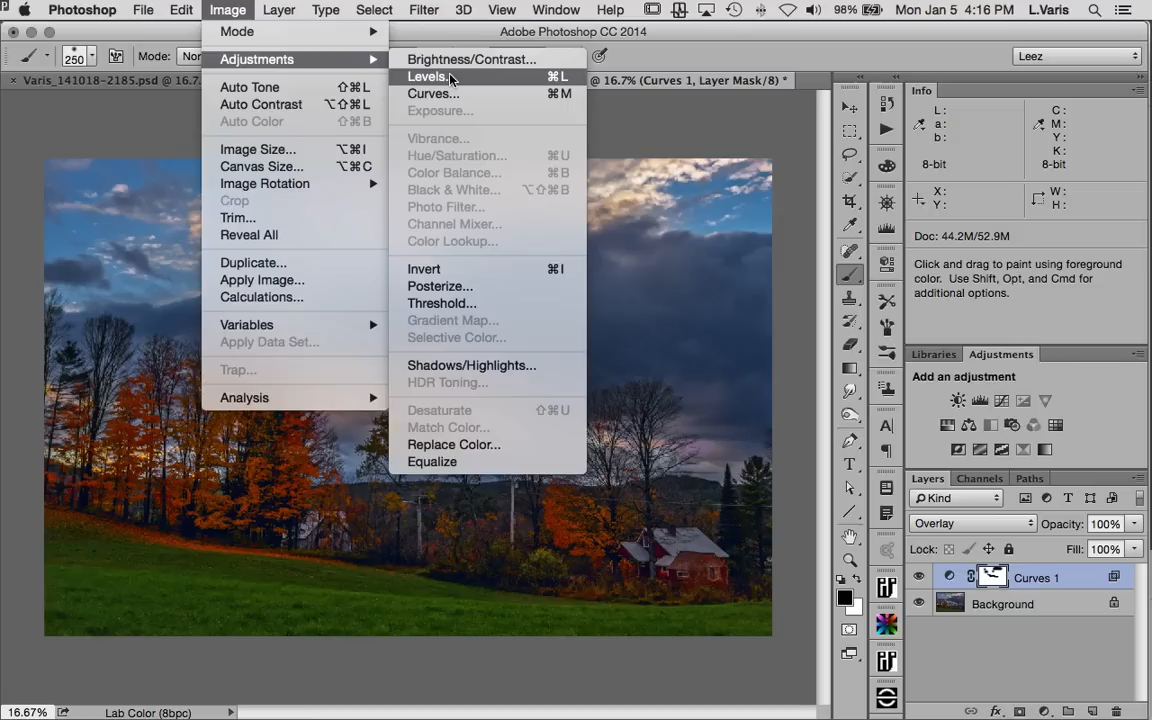 Photoshop File Edit Image Layer Type Select Filter 3D View Window Help 98% Mon Jan 5 4:16 PM L.Varis
Adobe Photoshop CC 2014
250 Mode: Leez
Varis_141018-2185.psd @ 16.7 @ 16.7% (Curves 1, Layer Mask/8) *
Mode
Adjustments
Auto Tone ⇧⌘L
Auto Contrast ⌥⇧⌘L
Auto Color ⇧⌘B
Image Size... ⌥⌘I
Canvas Size... ⌥⌘C
Image Rotation
Crop
Trim...
Reveal All
Duplicate...
Apply Image...
Calculations...
Variables
Apply Data Set...
Trap...
Analysis
Brightness/Contrast...
Levels... ⌘L
Curves... ⌘M
Exposure...
Vibrance...
Hue/Saturation... ⌘U
Color Balance... ⌘B
Black & White... ⌥⇧⌘B
Photo Filter...
Channel Mixer...
Color Lookup...
Invert ⌘I
Posterize...
Threshold...
Gradient Map...
Selective Color...
Shadows/Highlights...
HDR Toning...
Desaturate ⇧⌘U
Match Color...
Replace Color...
Equalize
Info
L: C:
a: M:
b: Y:
K:
8-bit 8-bit
X: W:
Y: H:
Doc: 44.2M/52.9M
Click and drag to paint using foreground
color. Use Shift, Opt, and Cmd for
additional options.
Libraries Adjustments
Add an adjustment
Layers Channels Paths
Kind
Overlay Opacity: 100%
Lock: Fill: 100%
Curves 1
Background
16.67% Lab Color (8bpc)